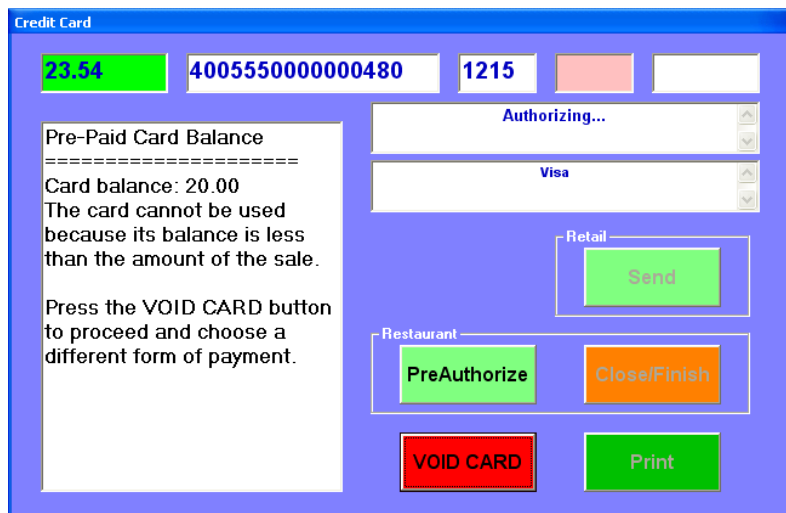 Credit Card
23.54
4005550000000480
1215
Authorizing...
Visa
Pre-Paid Card Balance
=====================
Card balance: 20.00
The card cannot be used
because its balance is less
than the amount of the sale.
Press the VOID CARD button
to proceed and choose a
different form of payment.
Retail
Send
Restaurant
PreAuthorize
Close/Finish
VOID CARD
Print